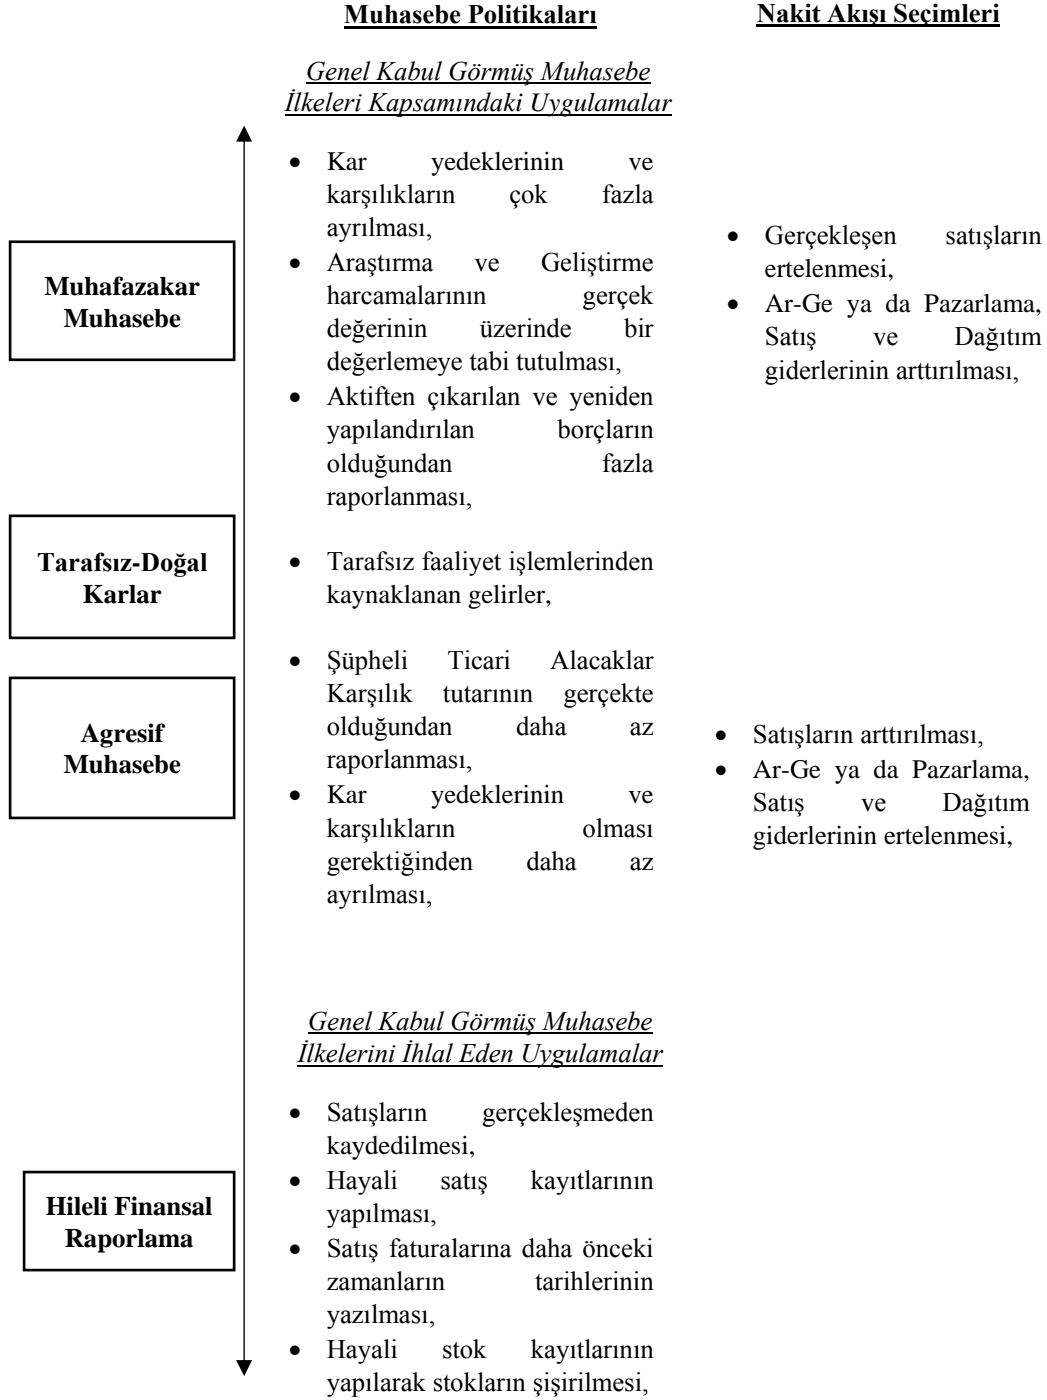 Muhasebe Politikaları
Nakit Akışı Seçimleri
Genel Kabul Görmüş Muhasebe
İlkeleri Kapsamındaki Uygulamalar
Muhafazakar
Muhasebe
• Kar yedeklerinin ve
karşılıkların çok fazla
ayrılması,
• Araştırma ve Geliştirme
harcamalarının gerçek
değerinin üzerinde bir
değerlemeye tabi tutulması,
• Aktiften çıkarılan ve yeniden
yapılandırılan borçların
olduğundan fazla
raporlanması,
• Gerçekleşen satışların
ertelenmesi,
• Ar-Ge ya da Pazarlama,
Satış ve Dağıtım
giderlerinin arttırılması,
Tarafsız-Doğal
Karlar
• Tarafsız faaliyet işlemlerinden
kaynaklanan gelirler,
Agresif
Muhasebe
• Şüpheli Ticari Alacaklar
Karşılık tutarının gerçekte
olduğundan daha az
raporlanması,
• Kar yedeklerinin ve
karşılıkların olması
gerektiğinden daha az
ayrılması,
• Satışların arttırılması,
• Ar-Ge ya da Pazarlama,
Satış ve Dağıtım
giderlerinin ertelenmesi,
Genel Kabul Görmüş Muhasebe
İlkelerini İhlal Eden Uygulamalar
Hileli Finansal
Raporlama
• Satışların gerçekleşmeden
kaydedilmesi,
• Hayali satış kayıtlarının
yapılması,
• Satış faturalarına daha önceki
zamanların tarihlerinin
yazılması,
• Hayali stok kayıtlarının
yapılarak stokların şişirilmesi,